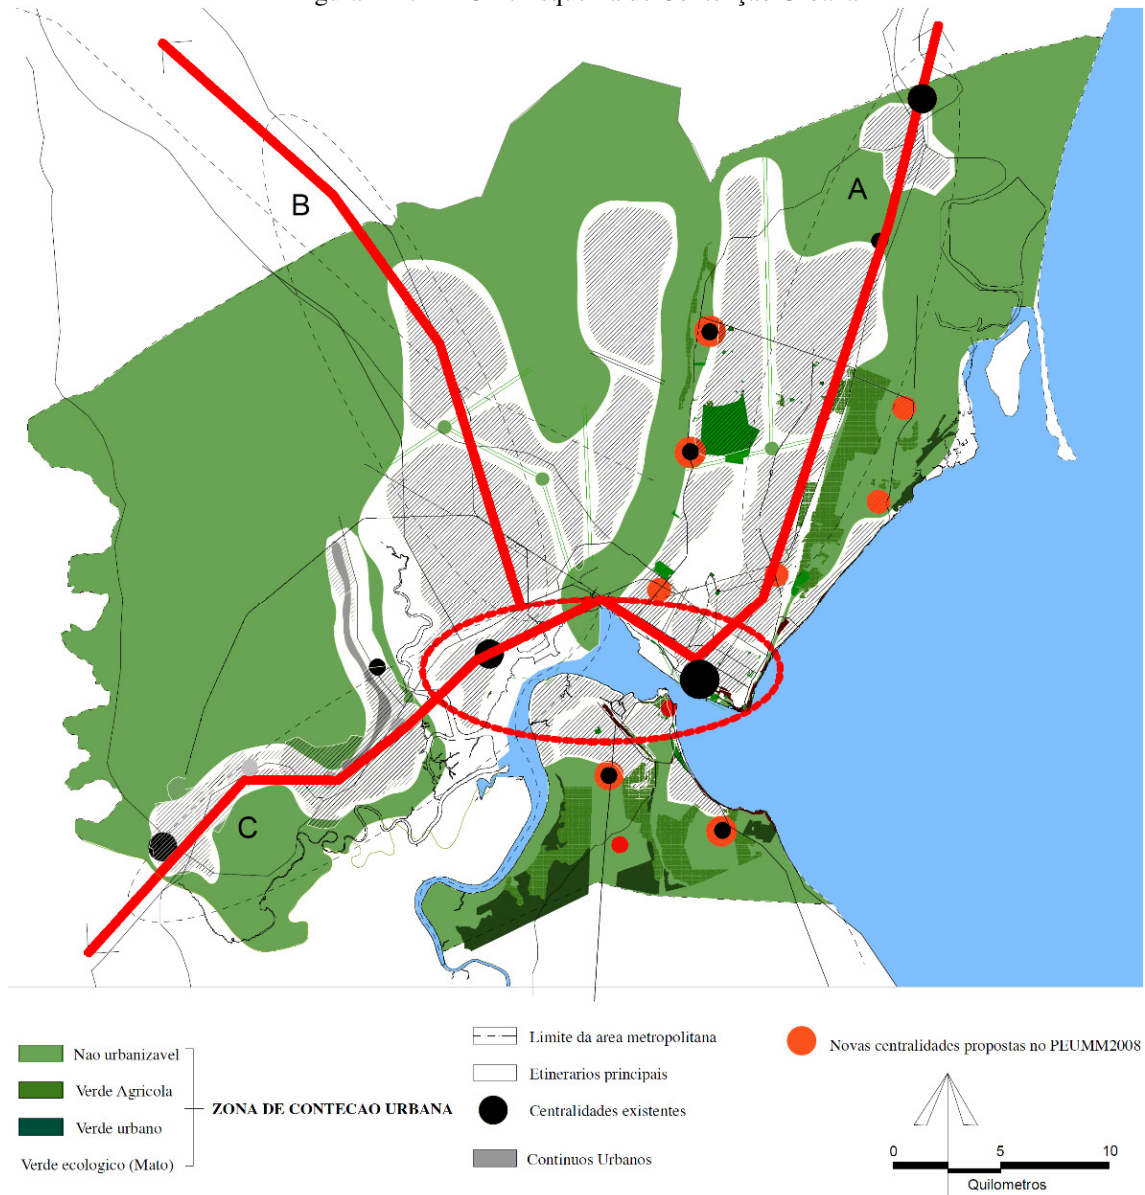 B
A
C
Nao urbanizavel
Verde Agricola
Verde urbano
Verde ecologico (Mato)
ZONA DE CONTECAO URBANA
Limite da area metropolitana
Etinerarios principais
Centralidades existentes
Continuos Urbanos
Novas centralidades propostas no PEUMM2008
0 5 10
Quilometros